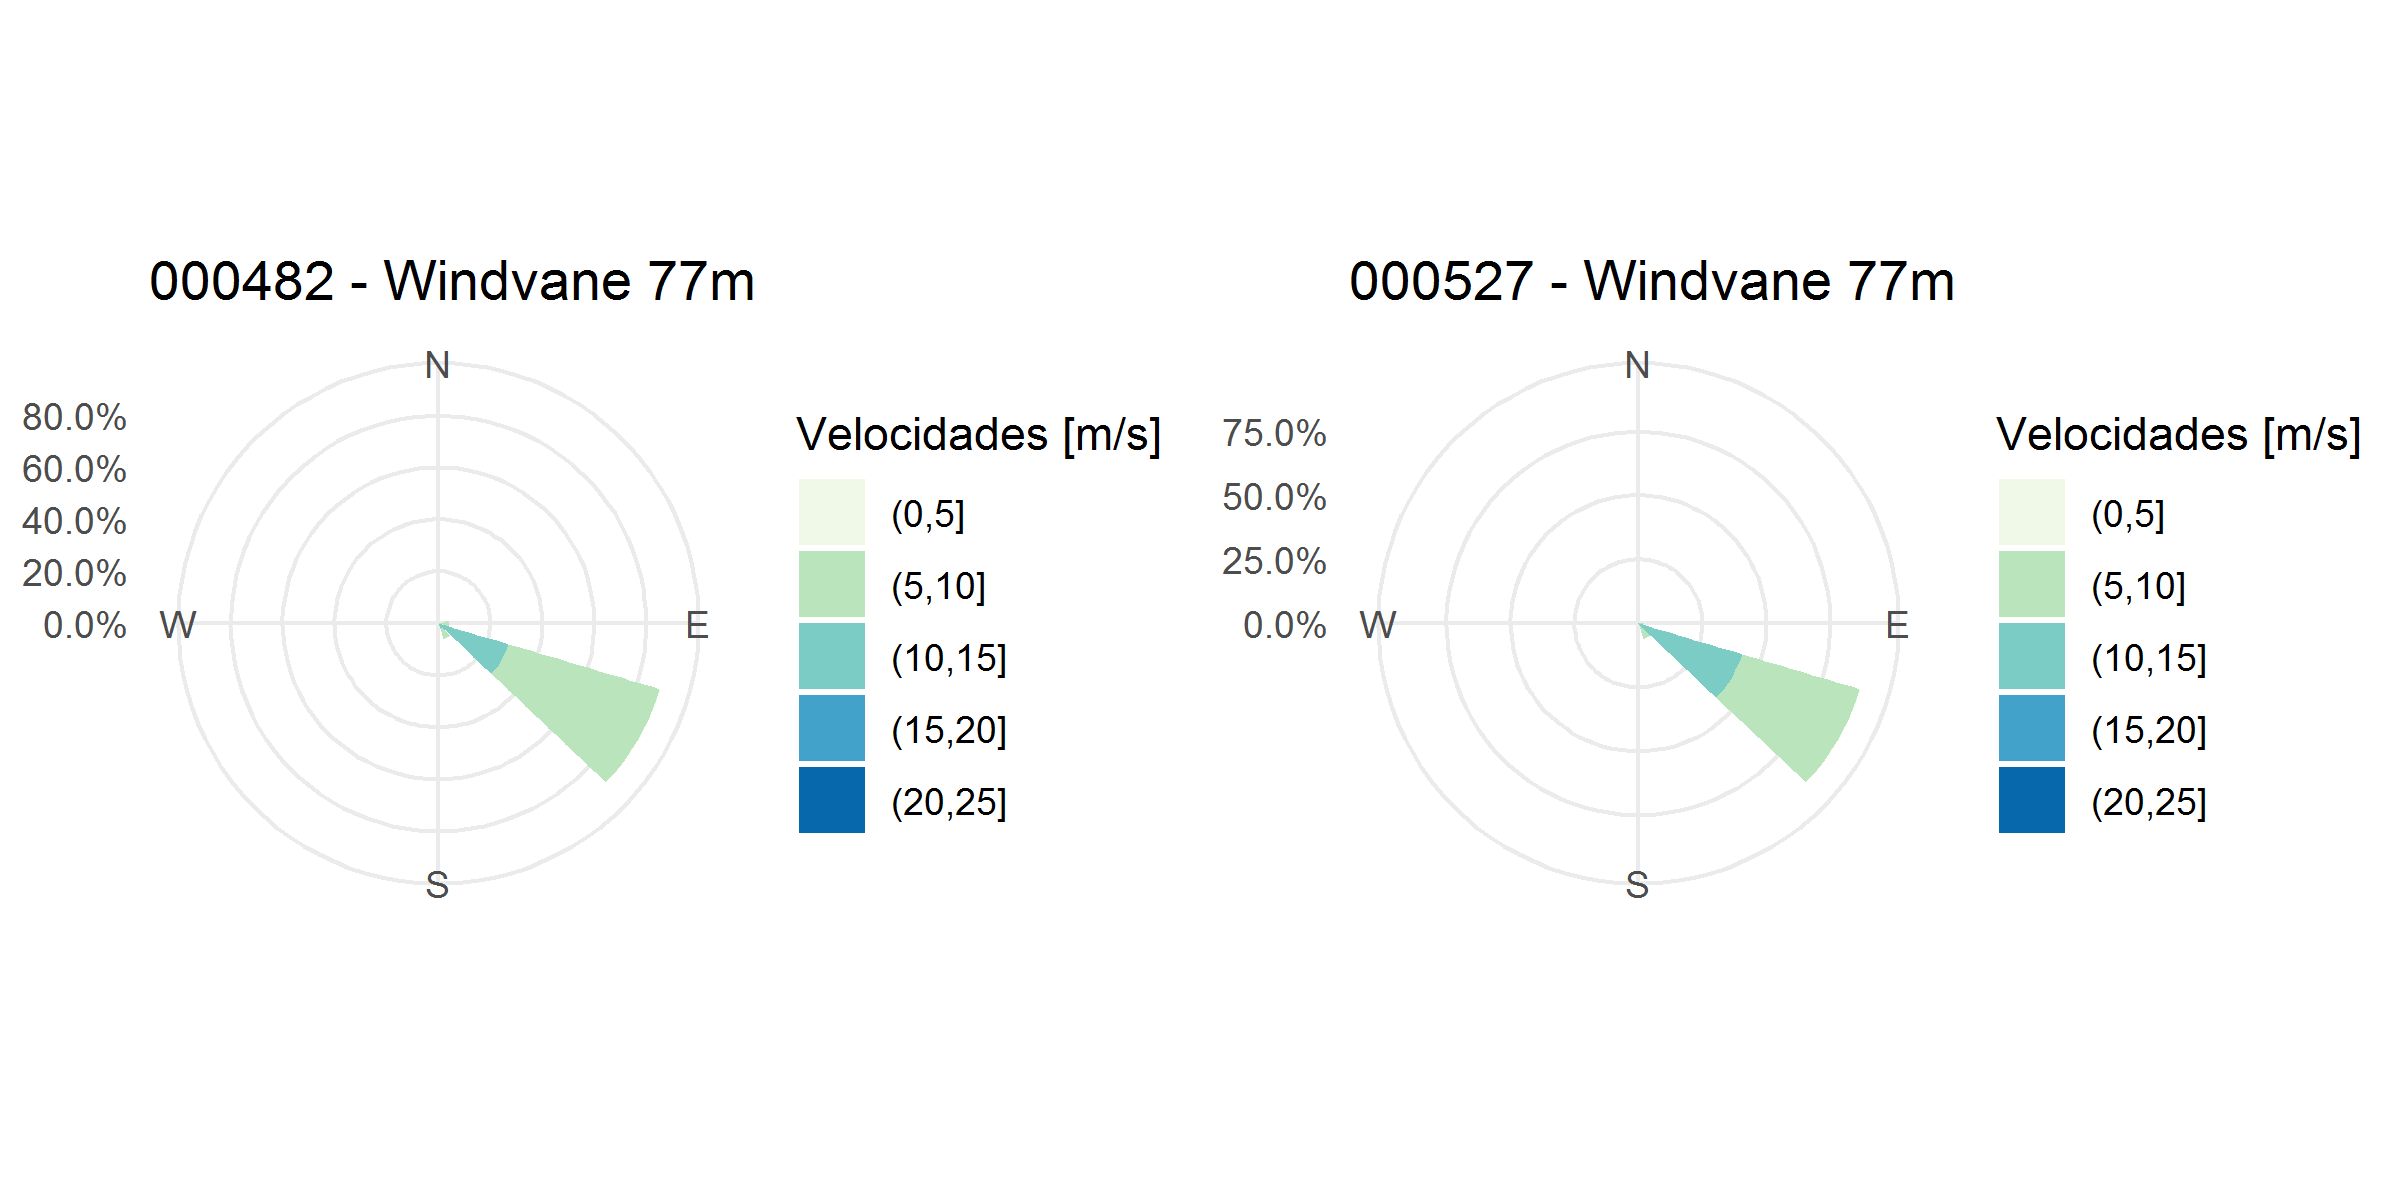 000482 - Windvane 77m
N
80.0%
60.0%
40.0%
20.0%
0.0%
W
E
S
Velocidades [m/s]
(0,5]
(5,10]
(10,15]
(15,20]
(20,25]
000527 - Windvane 77m
N
75.0%
50.0%
25.0%
0.0%
W
E
S
Velocidades [m/s]
(0,5]
(5,10]
(10,15]
(15,20]
(20,25]